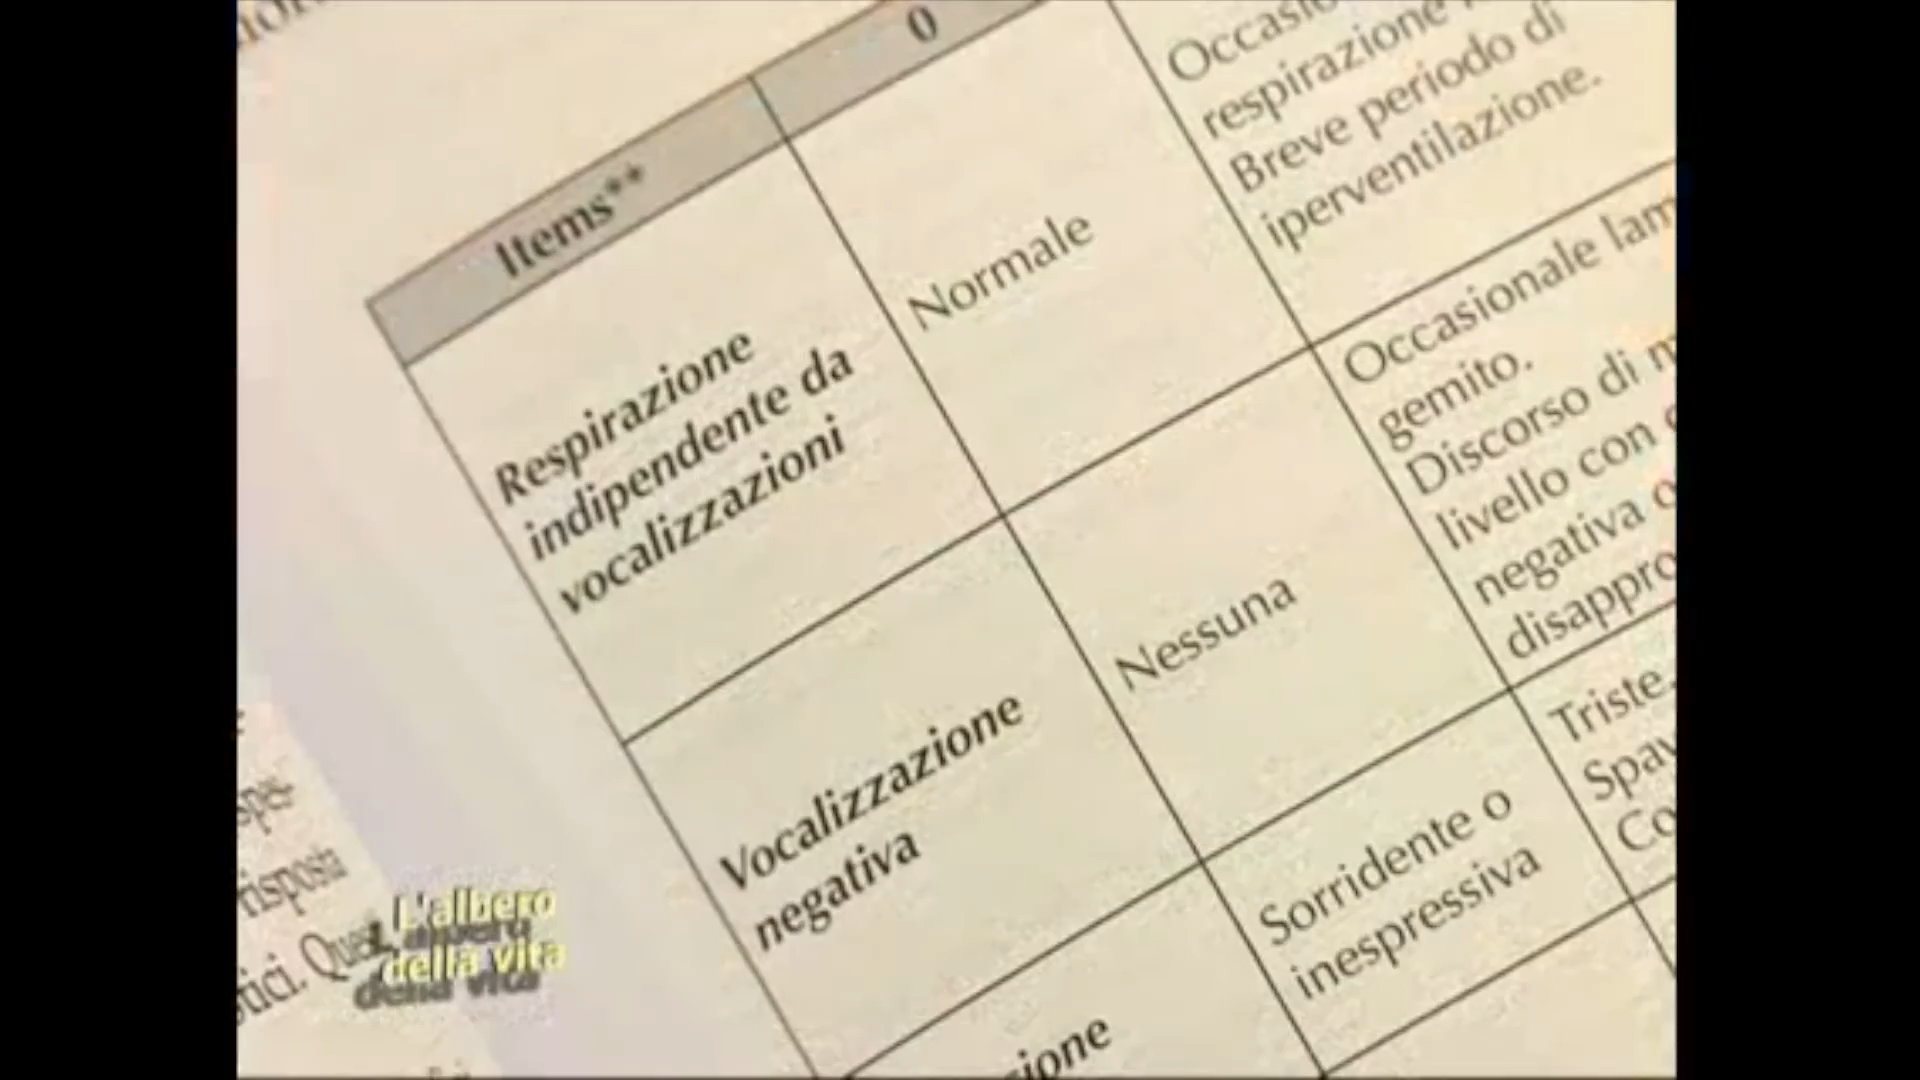 Items**
0
Respirazione
indipendente da
vocalizzazioni
Normale
respirazione
Breve periodo di
iperventilazione.
Vocalizzazione
negativa
Nessuna
Occasionale
gemito.
Discorso di
livello con
negativa
Sorridente o
inespressiva
Triste.
L'albero
della vita